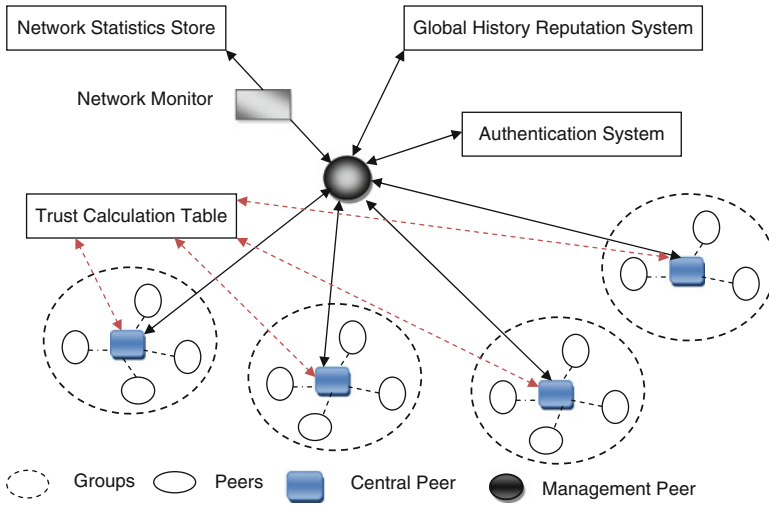 Network Statistics Store
Global History Reputation System
Network Monitor
Authentication System
Trust Calculation Table
Groups
Peers
Central Peer
Management Peer